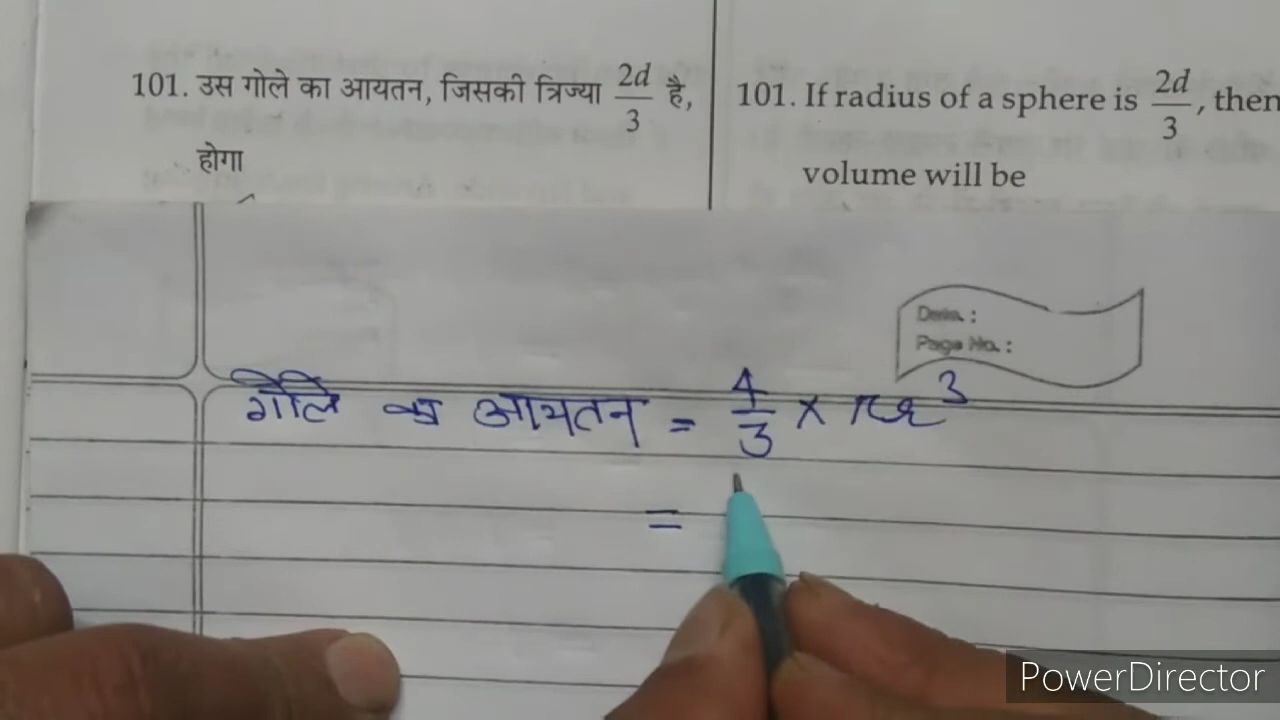 101. उस गोले का आयतन, जिसकी त्रिज्या 2d/3 है,
होगा
101. If radius of a sphere is 2d/3, then
volume will be
Page No. :
गोले का आयतन = 4/3 × πr³
=
PowerDirector